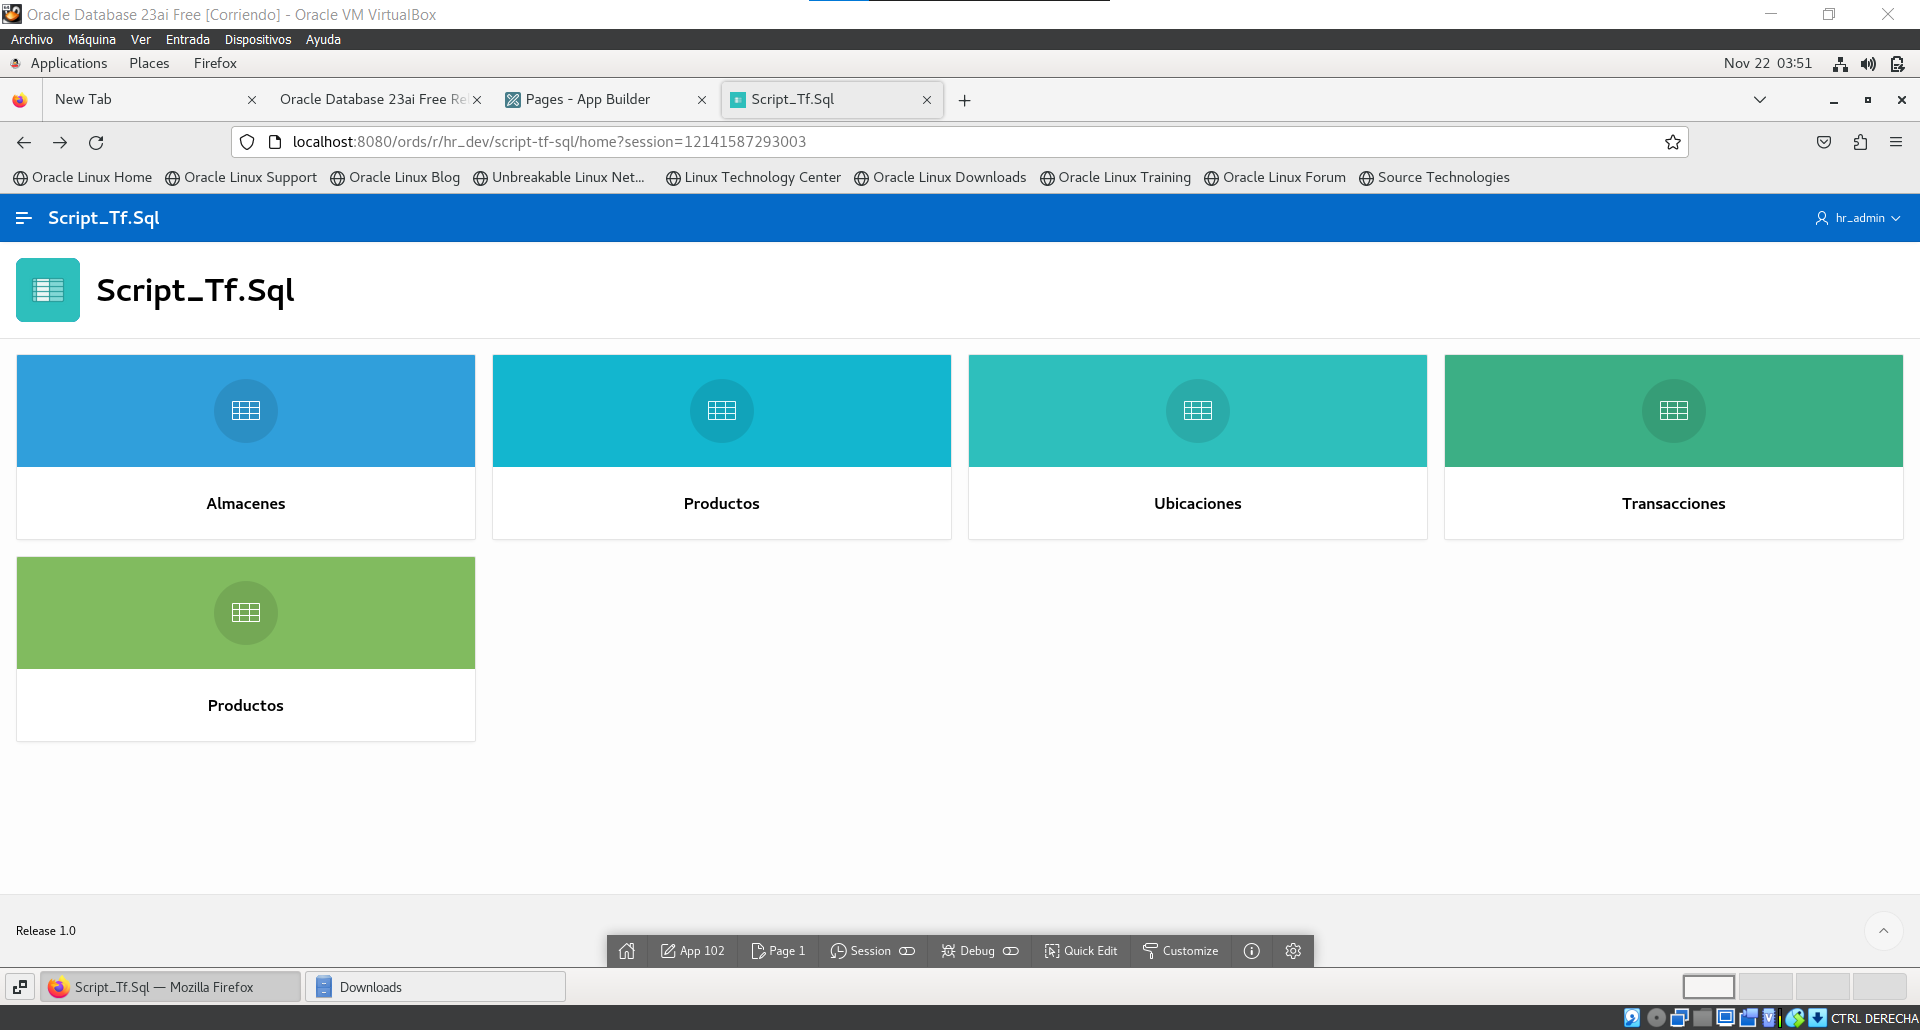 Oracle Database 23ai Free [Corriendo] - Oracle VM VirtualBox
Archivo Máquina Ver Entrada Dispositivos Ayuda
Applications Places Firefox Nov 22 03:51
New Tab Oracle Database 23ai Free Re Pages - App Builder Script_Tf.Sql
localhost:8080/ords/r/hr_dev/script-tf-sql/home?session=12141587293003
Oracle Linux Home Oracle Linux Support Oracle Linux Blog Unbreakable Linux Net... Linux Technology Center Oracle Linux Downloads Oracle Linux Training Oracle Linux Forum Source Technologies
Script_Tf.Sql hr_admin
Script_Tf.Sql
Almacenes Productos Ubicaciones Transacciones
Productos
Release 1.0
App 102 Page 1 Session Debug Quick Edit Customize
Script_Tf.Sql — Mozilla Firefox Downloads
CTRL DERECHA